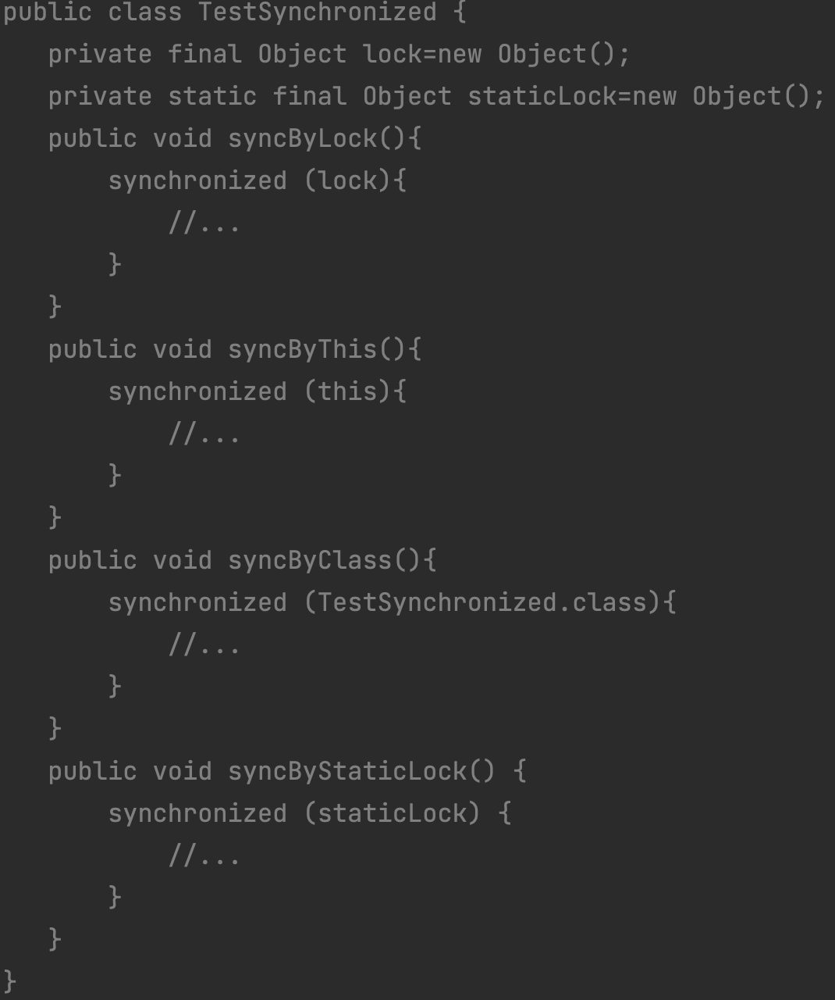 public class TestSynchronized {
   private final Object lock=new Object();
   private static final Object staticLock=new Object();
   public void syncByLock(){
       synchronized (lock){
           //...
       }
   }
   public void syncByThis(){
       synchronized (this){
           //...
       }
   }
   public void syncByClass(){
       synchronized (TestSynchronized.class){
           //...
       }
   }
   public void syncByStaticLock() {
       synchronized (staticLock) {
           //...
       }
   }
}